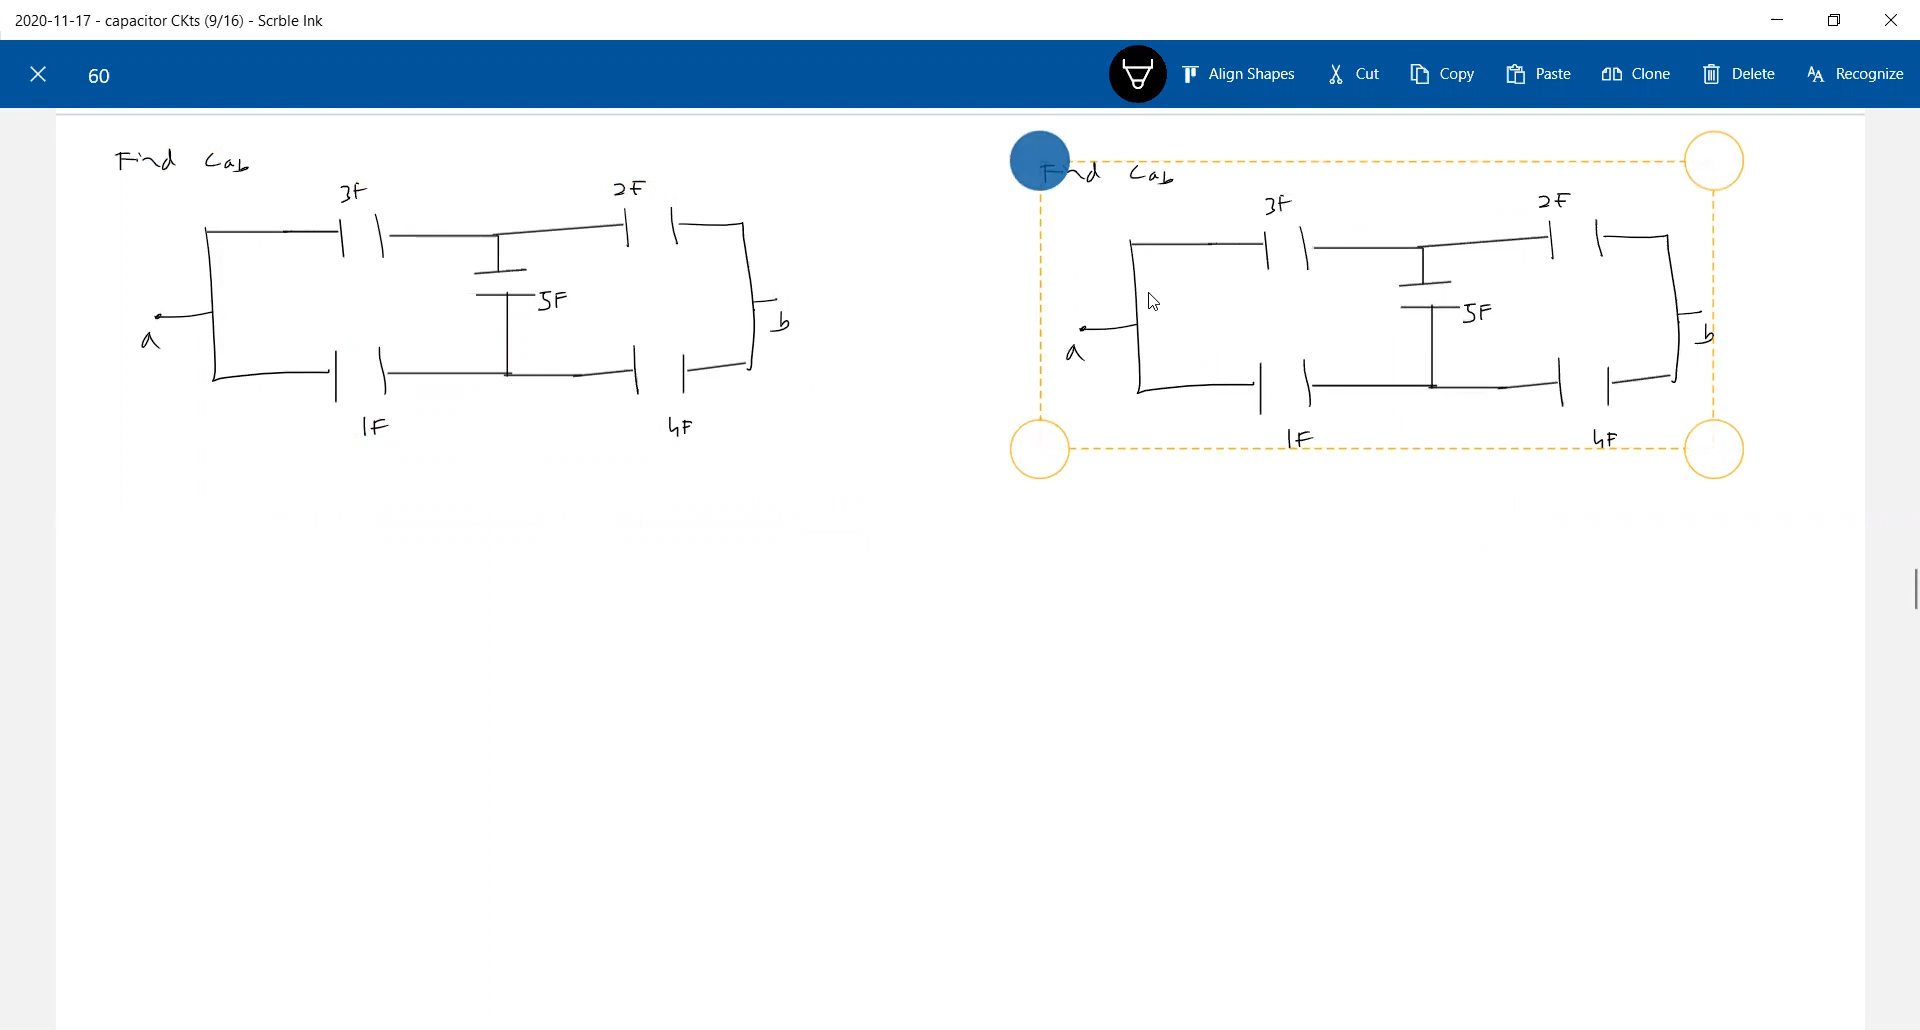 2020-11-17 - capacitor CKts (9/16) - Scrble Ink
60 Align Shapes Cut Copy Paste Clone Delete Recognize
Find Cab
3F 2F
5F
a b
1F 4F
Find Cab
3F 2F
5F
a b
1F 4F